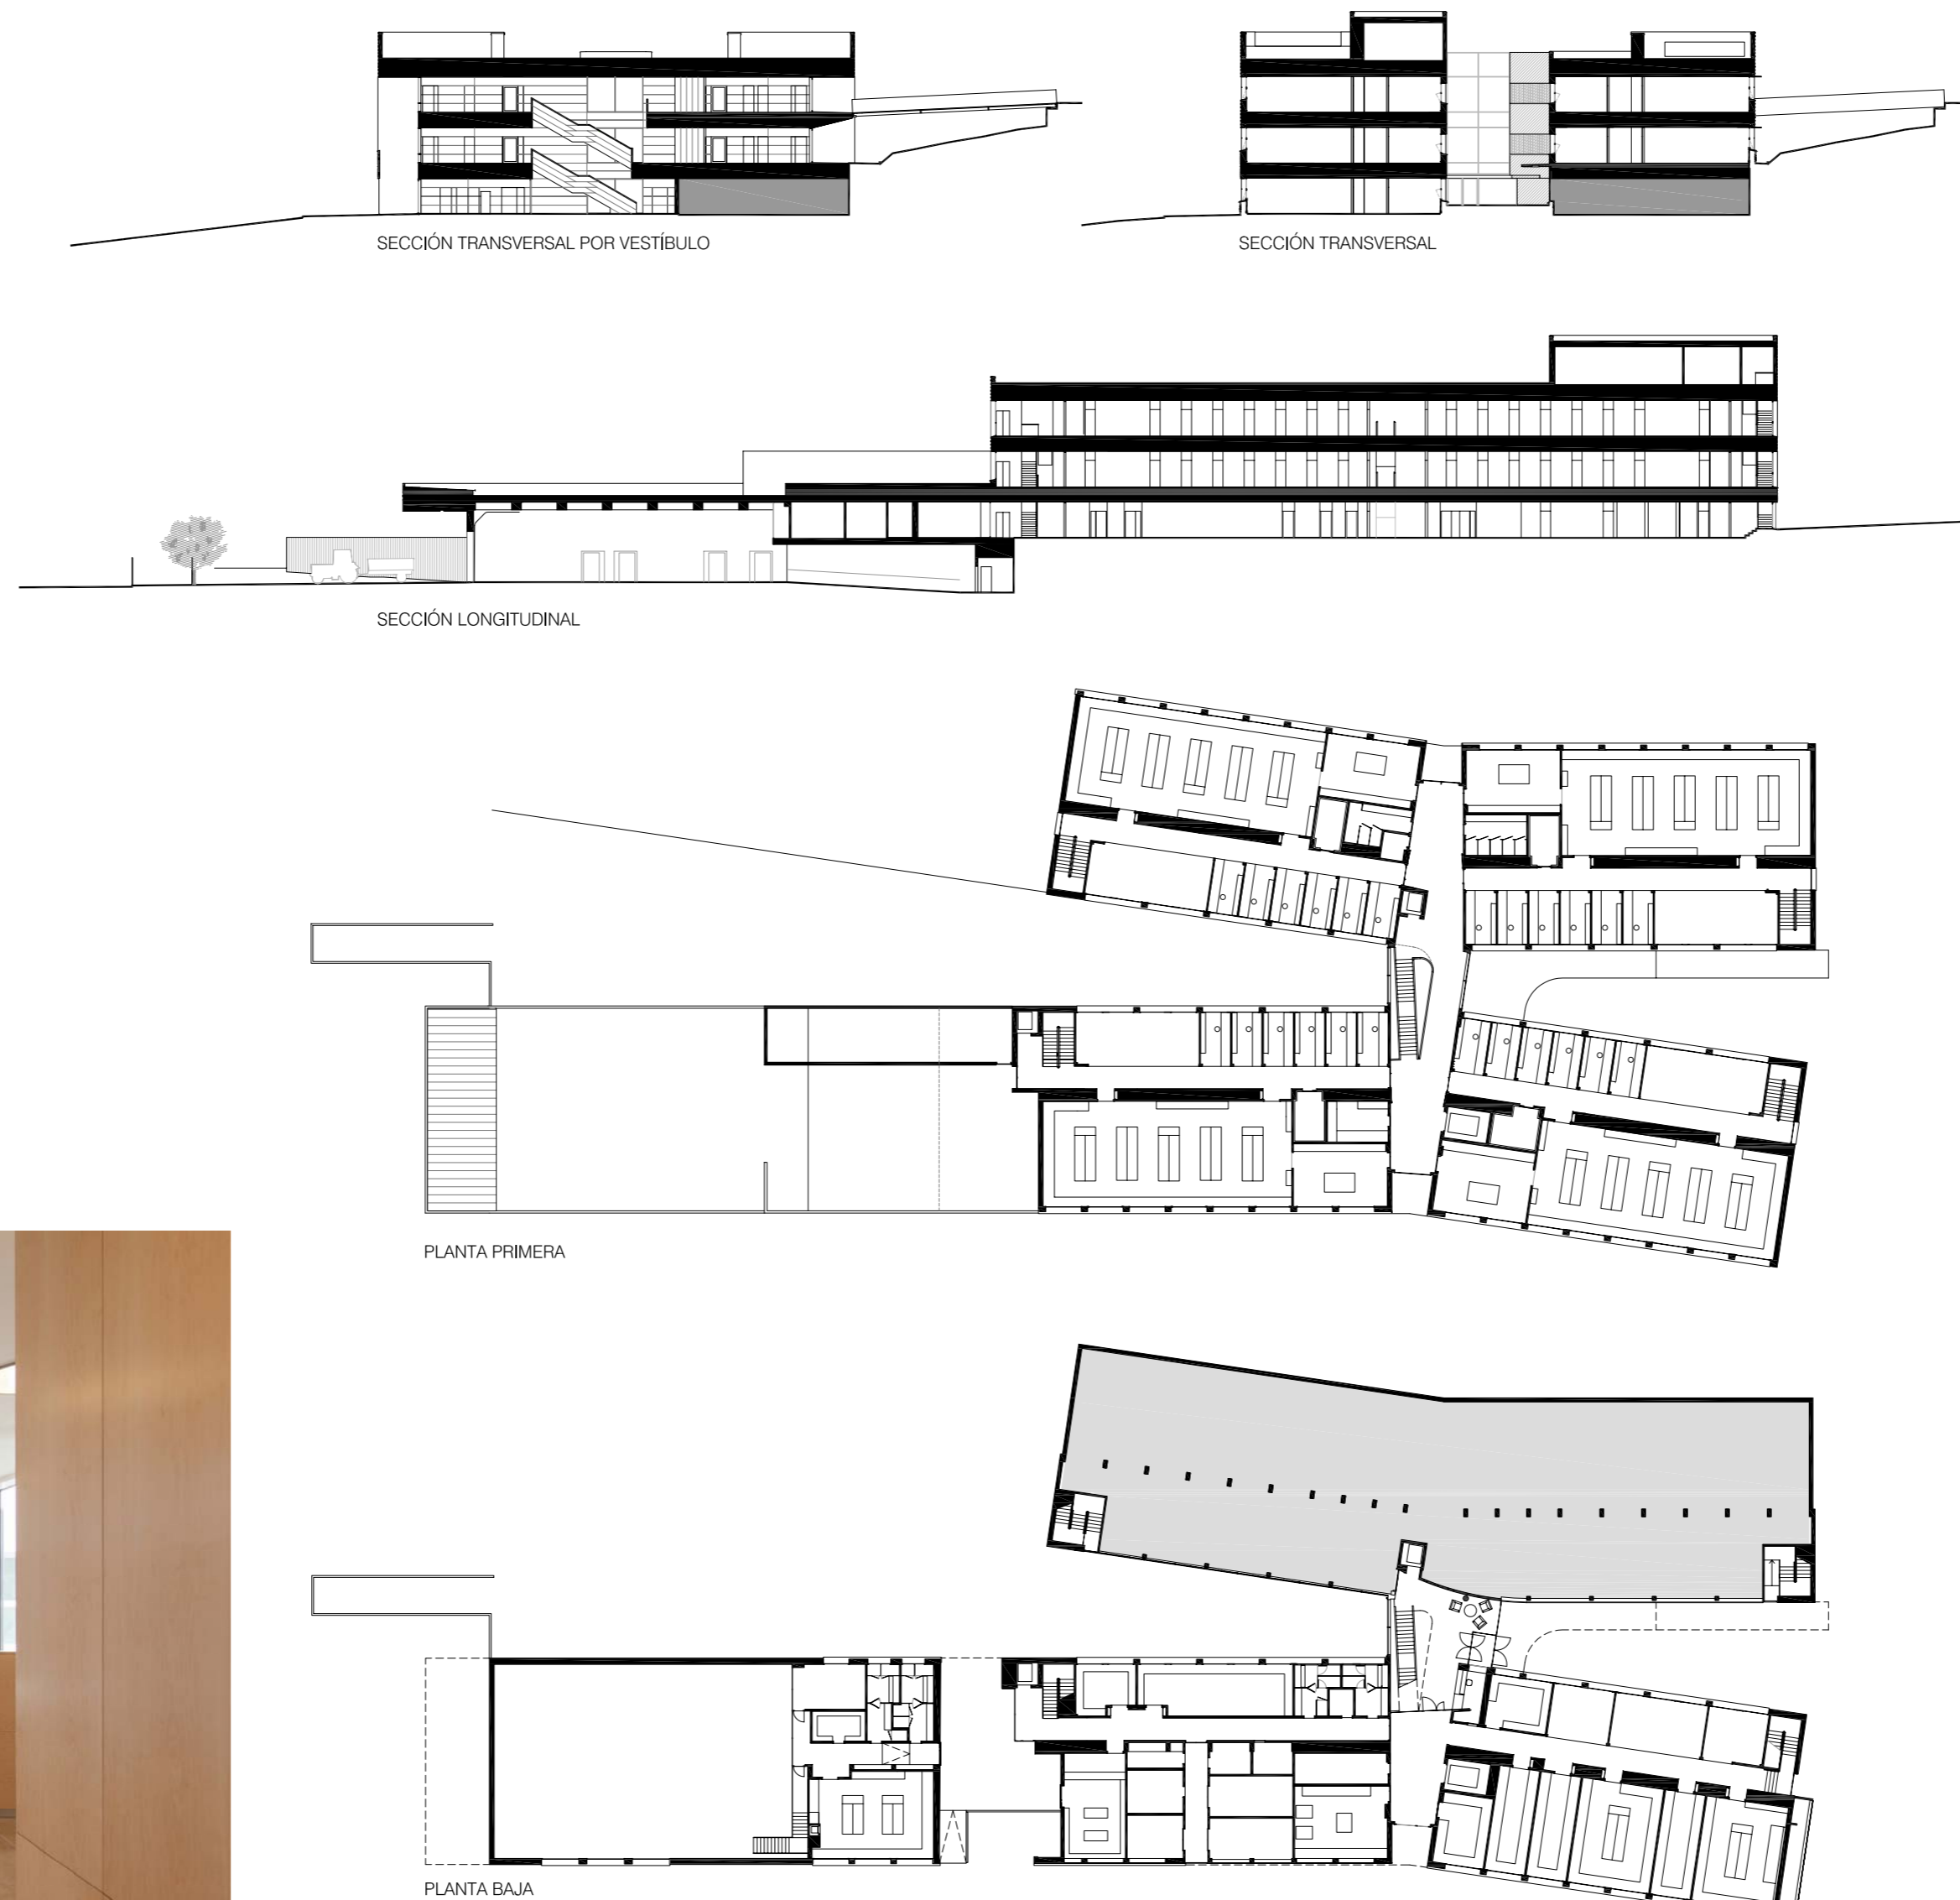 SECCIÓN TRANSVERSAL POR VESTÍBULO
SECCIÓN TRANSVERSAL
SECCIÓN LONGITUDINAL
PLANTA PRIMERA
PLANTA BAJA